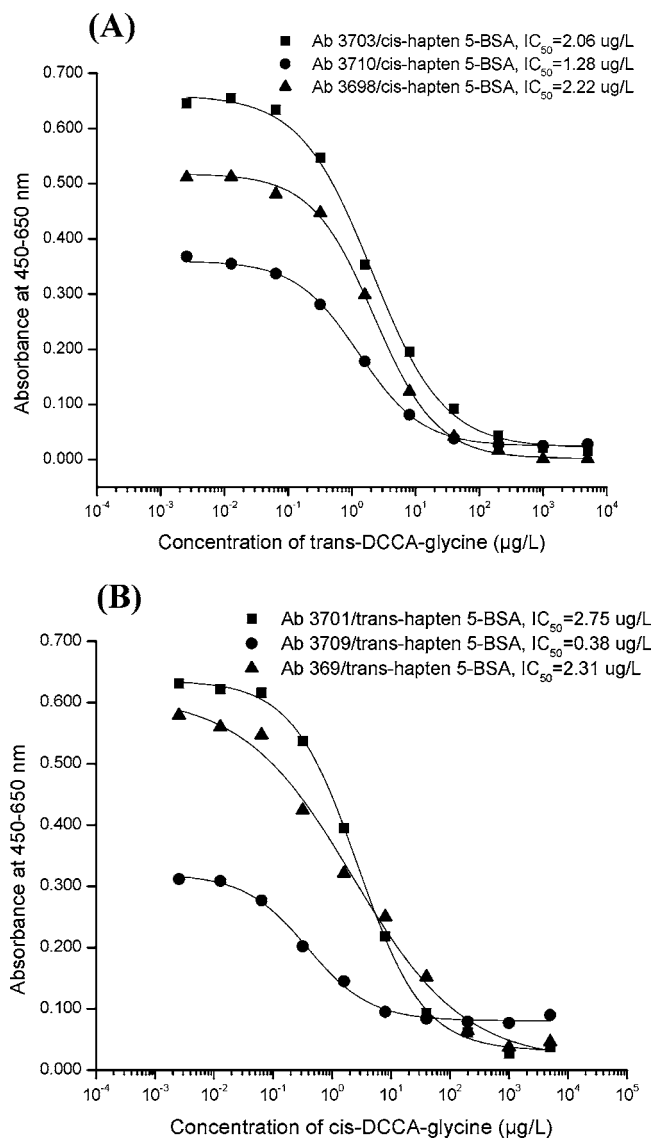 (A)
Ab 3703/cis-hapten 5-BSA, IC50=2.06 ug/L
Ab 3710/cis-hapten 5-BSA, IC50=1.28 ug/L
Ab 3698/cis-hapten 5-BSA, IC50=2.22 ug/L
0.700
0.600
0.500
0.400
0.300
0.200
0.100
0.000
Absorbance at 450-650 nm
10-4 10-3 10-2 10-1 100 101 102 103 104 105
Concentration of trans-DCCA-glycine (µg/L)
(B)
Ab 3701/trans-hapten 5-BSA, IC50=2.75 ug/L
Ab 3709/trans-hapten 5-BSA, IC50=0.38 ug/L
Ab 369/trans-hapten 5-BSA, IC50=2.31 ug/L
0.700
0.600
0.500
0.400
0.300
0.200
0.100
0.000
Absorbance at 450-650 nm
10-4 10-3 10-2 10-1 100 101 102 103 104 105
Concentration of cis-DCCA-glycine (µg/L)